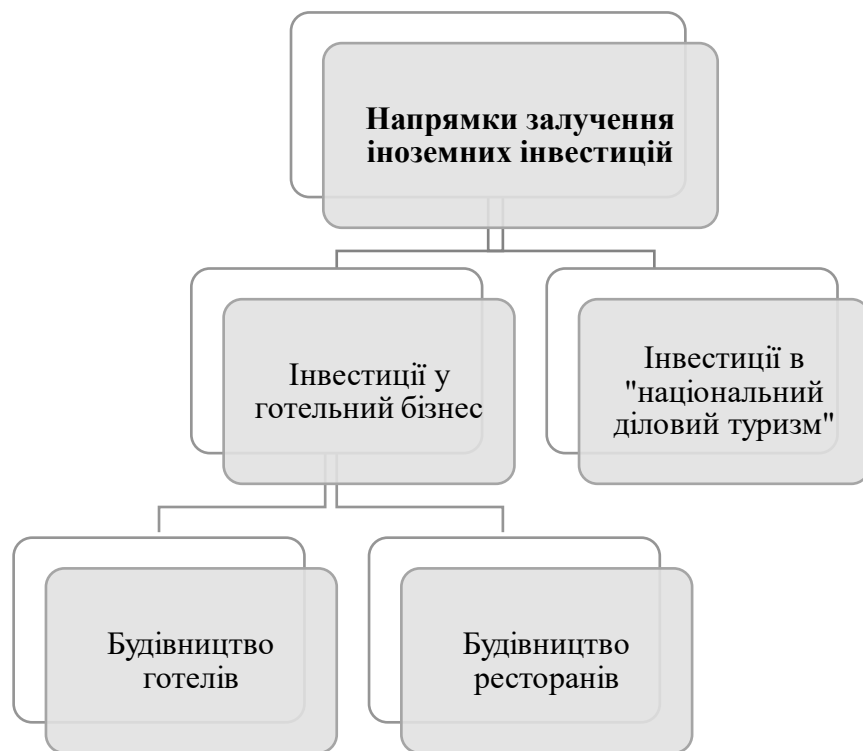 Напрямки залучення
іноземних інвестицій
Інвестиції у
готельний бізнес
Інвестиції в
"національний
діловий туризм"
Будівництво
готелів
Будівництво
ресторанів